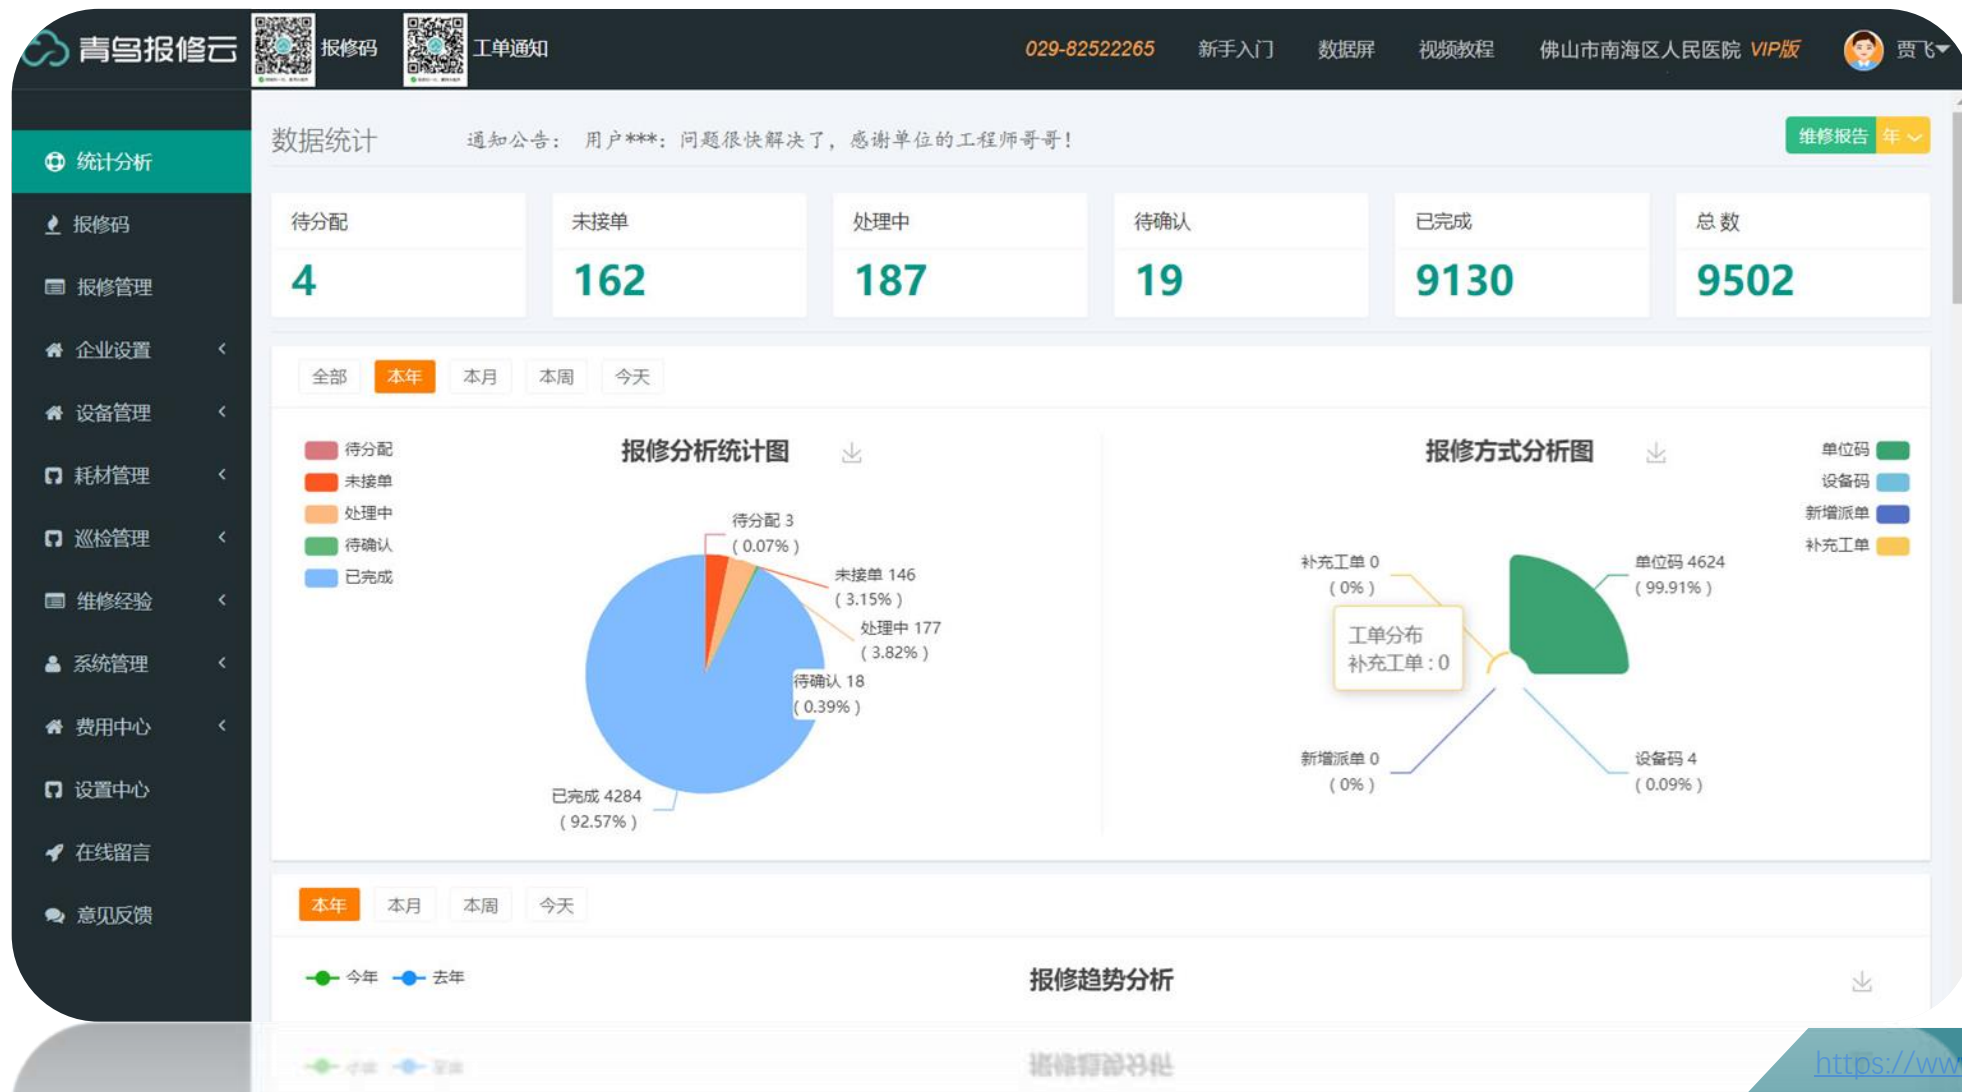 青鸟报修云 报修码 工单通知 029-82522265 新手入门 数据屏 视频教程 佛山市南海区人民医院 VIP版 贾飞
统计分析
报修码
报修管理
企业设置
设备管理
耗材管理
巡检管理
维修经验
系统管理
费用中心
设置中心
在线留言
意见反馈
数据统计 通知公告： 用户***: 问题很快解决了，感谢单位的工程师哥哥！ 维修报告 年
待分配 未接单 处理中 待确认 已完成 总 数
4 162 187 19 9130 9502
全部 本年 本月 本周 今天
报修分析统计图
待分配
未接单
处理中
待确认
已完成
待分配 3
( 0.07% )
未接单 146
( 3.15% )
处理中 177
( 3.82% )
待确认 18
( 0.39% )
已完成 4284
( 92.57% )
报修方式分析图
单位码
设备码
新增派单
补充工单
补充工单 0
( 0% )
单位码 4624
( 99.91% )
工单分布
补充工单 : 0
新增派单 0
( 0% )
设备码 4
( 0.09% )
本年 本月 本周 今天
今年 去年 报修趋势分析
https://ww